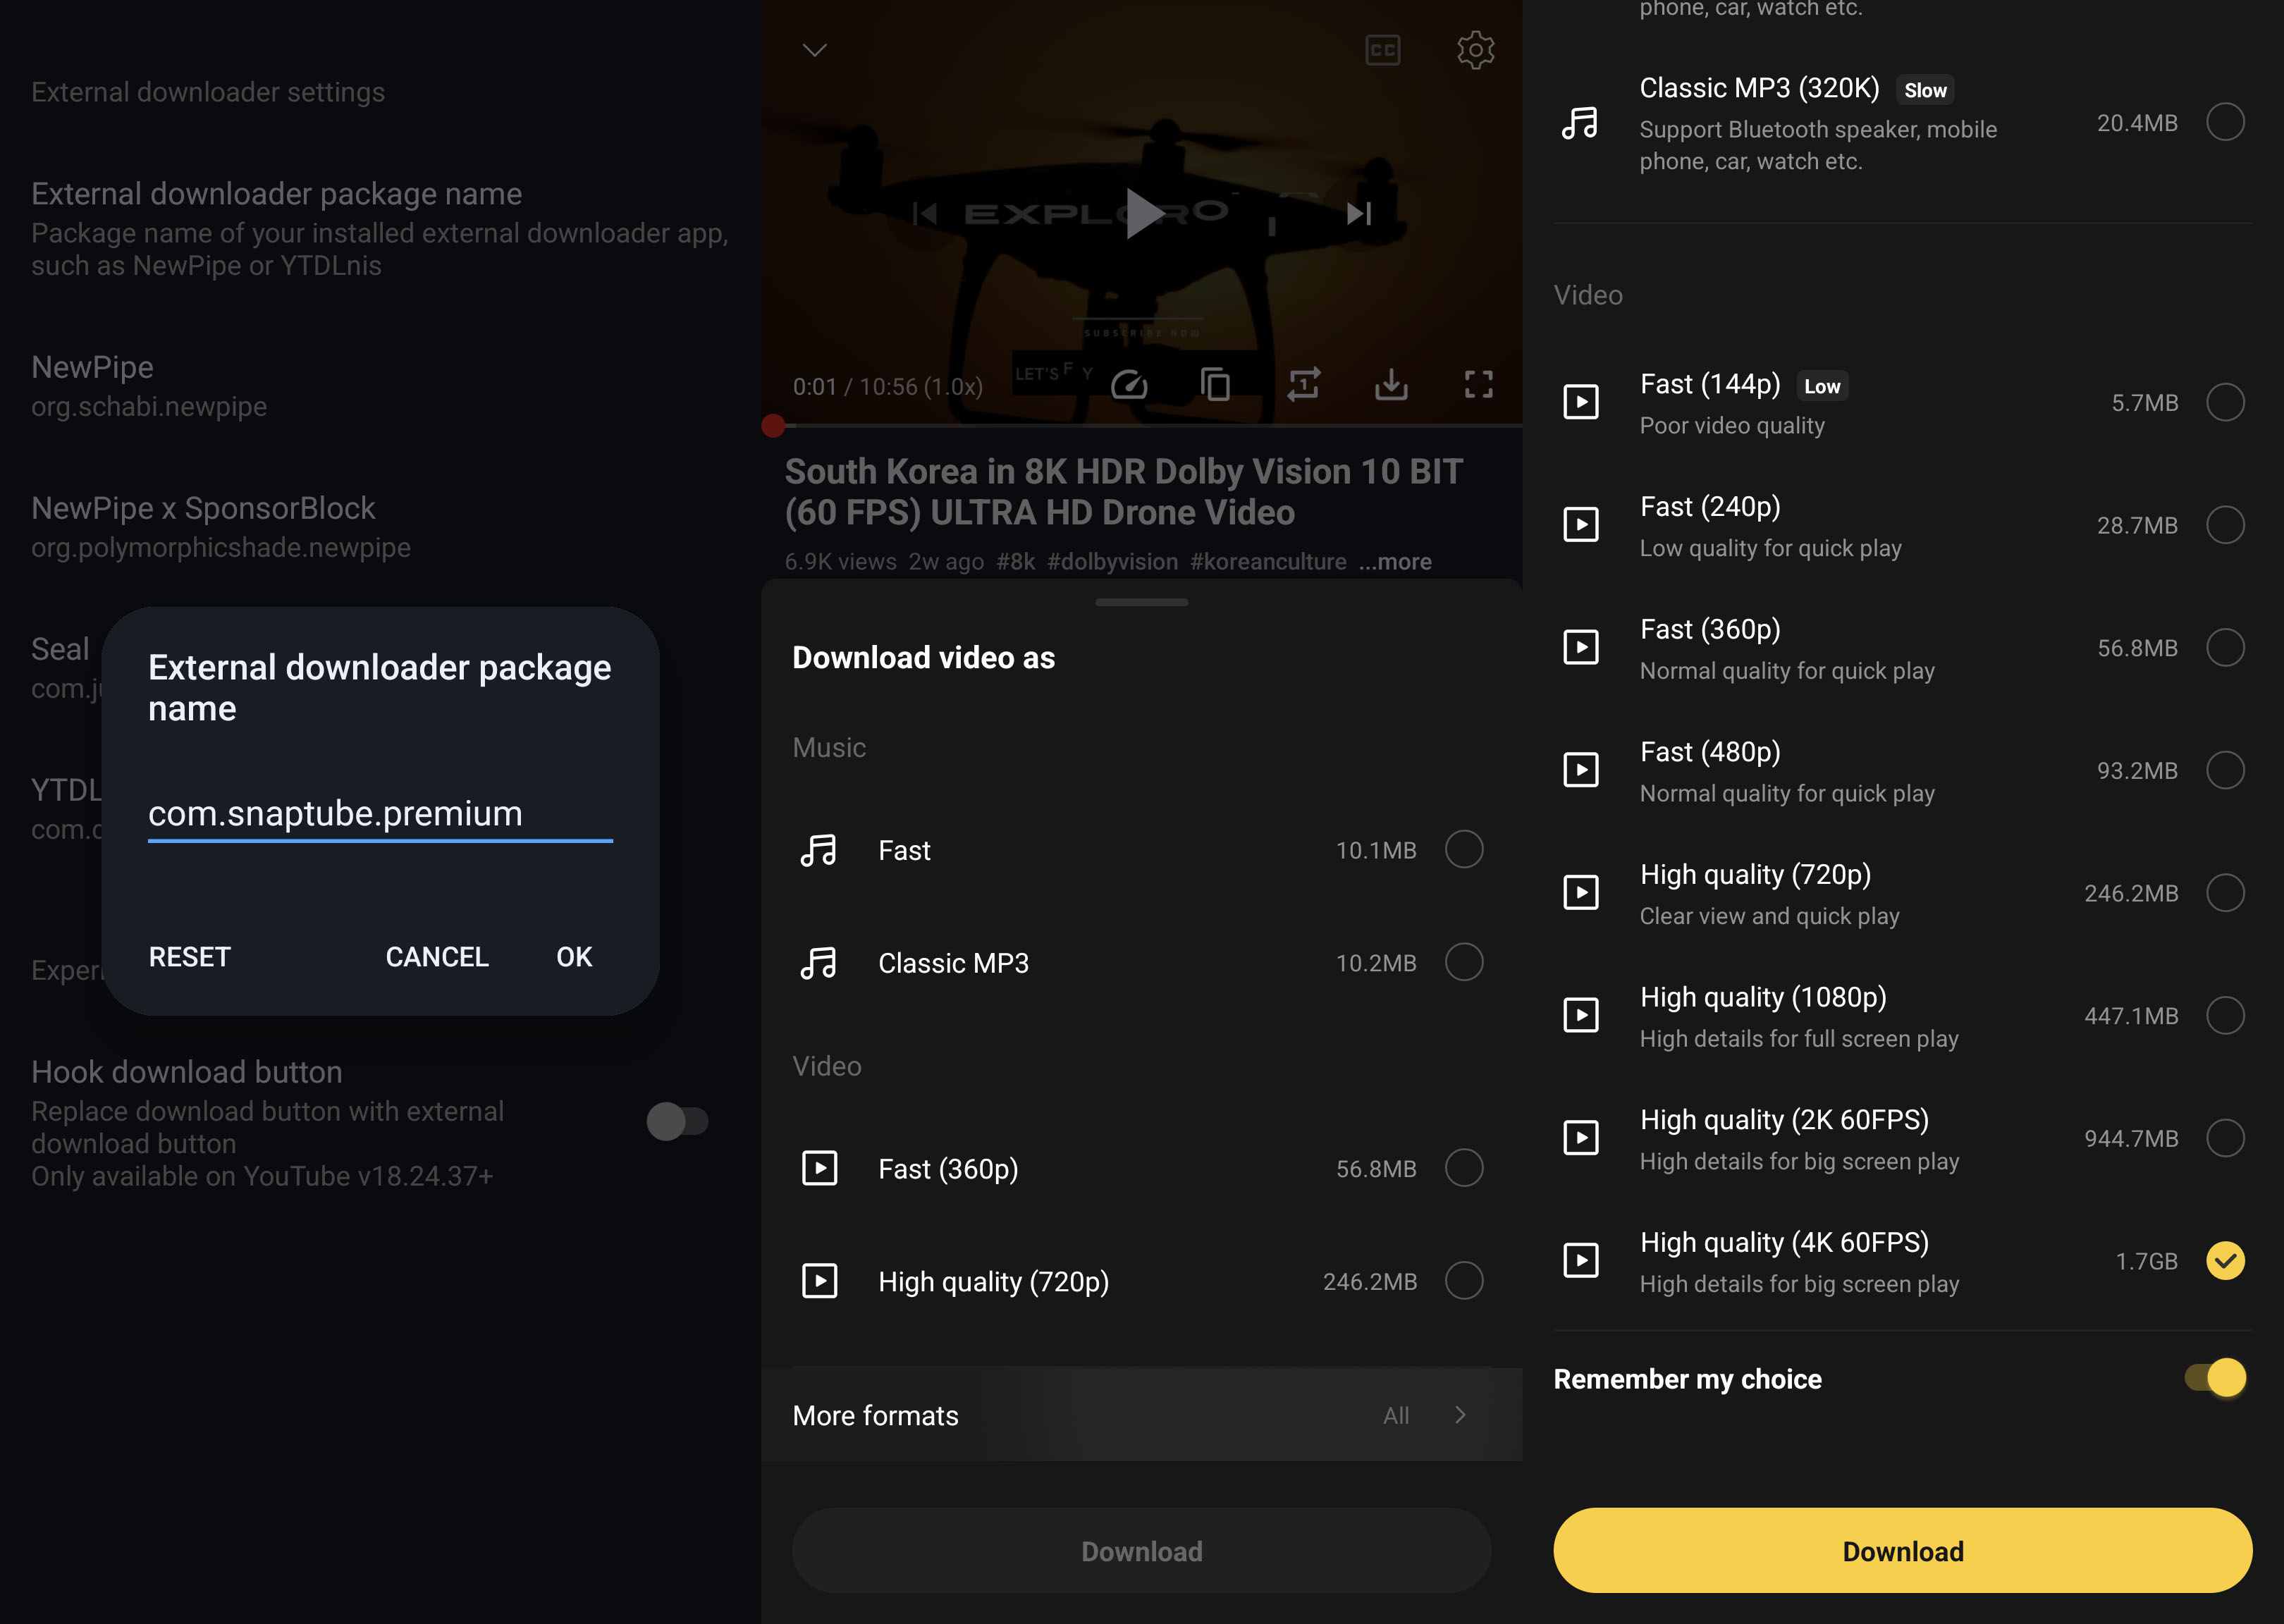 External downloader settings
External downloader package name
Package name of your installed external downloader app,
such as NewPipe or YTDLnis
NewPipe
org.schabi.newpipe
NewPipe x SponsorBlock
org.polymorphicshade.newpipe
Seal
External downloader package
name
com.snaptube.premium
RESET
CANCEL
OK
Hook download button
Replace download button with external
download button
Only available on YouTube v18.24.37+
CC
SUBSCRIBE NOW
LET'S
0:01 / 10:56 (1.0x)
1
South Korea in 8K HDR Dolby Vision 10 BIT
(60 FPS) ULTRA HD Drone Video
6.9K views 2w ago #8k #dolbyvision #koreanculture ...more
Download video as
Music
Fast 10.1MB
Classic MP3 10.2MB
Video
Fast (360p) 56.8MB
High quality (720p) 246.2MB
More formats All
Download
phone, car, watch etc.
Classic MP3 (320K) Slow
Support Bluetooth speaker, mobile
phone, car, watch etc.
20.4MB
Video
Fast (144p) Low
Poor video quality
5.7MB
Fast (240p)
Low quality for quick play
28.7MB
Fast (360p)
Normal quality for quick play
56.8MB
Fast (480p)
Normal quality for quick play
93.2MB
High quality (720p)
Clear view and quick play
246.2MB
High quality (1080p)
High details for full screen play
447.1MB
High quality (2K 60FPS)
High details for big screen play
944.7MB
High quality (4K 60FPS)
High details for big screen play
1.7GB
Remember my choice
Download